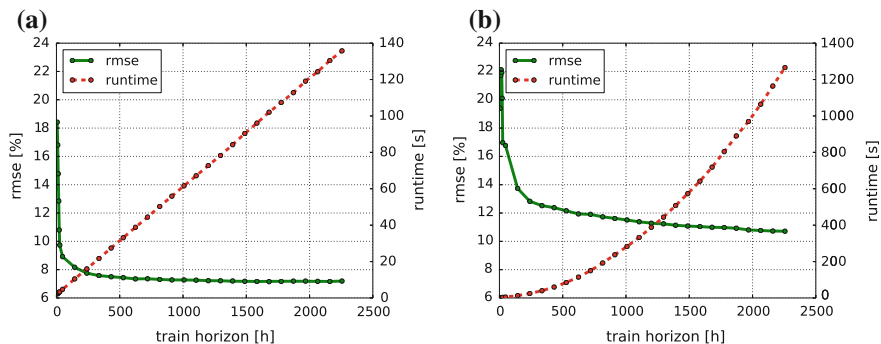 (a)
24
22
20
18
16
14
12
10
8
6
rmse [%]
rmse
runtime
140
120
100
80
60
40
20
0
runtime [s]
0 500 1000 1500 2000 2500
train horizon [h]
(b)
24
22
20
18
16
14
12
10
8
6
rmse [%]
rmse
runtime
1400
1200
1000
800
600
400
200
0
runtime [s]
0 500 1000 1500 2000 2500
train horizon [h]